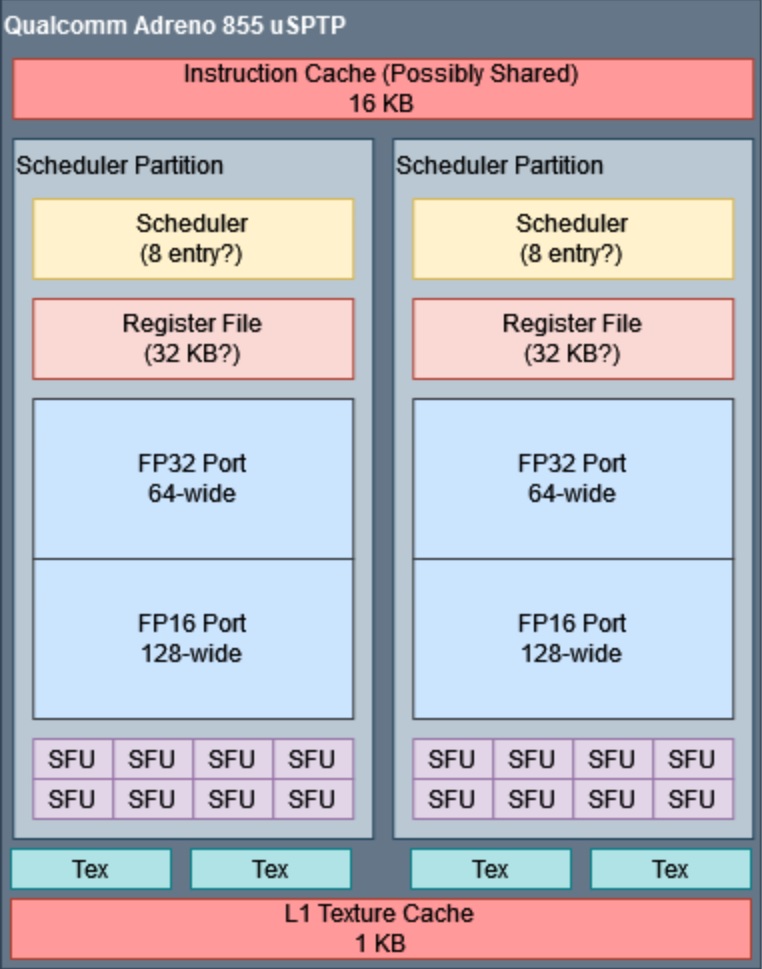 Qualcomm Adreno 855 uSPTP
Instruction Cache (Possibly Shared)
16 KB
Scheduler Partition
Scheduler
(8 entry?)
Register File
(32 KB?)
FP32 Port
64-wide
FP16 Port
128-wide
SFU SFU SFU SFU
SFU SFU SFU SFU
Scheduler Partition
Scheduler
(8 entry?)
Register File
(32 KB?)
FP32 Port
64-wide
FP16 Port
128-wide
SFU SFU SFU SFU
SFU SFU SFU SFU
Tex Tex Tex Tex
L1 Texture Cache
1 KB